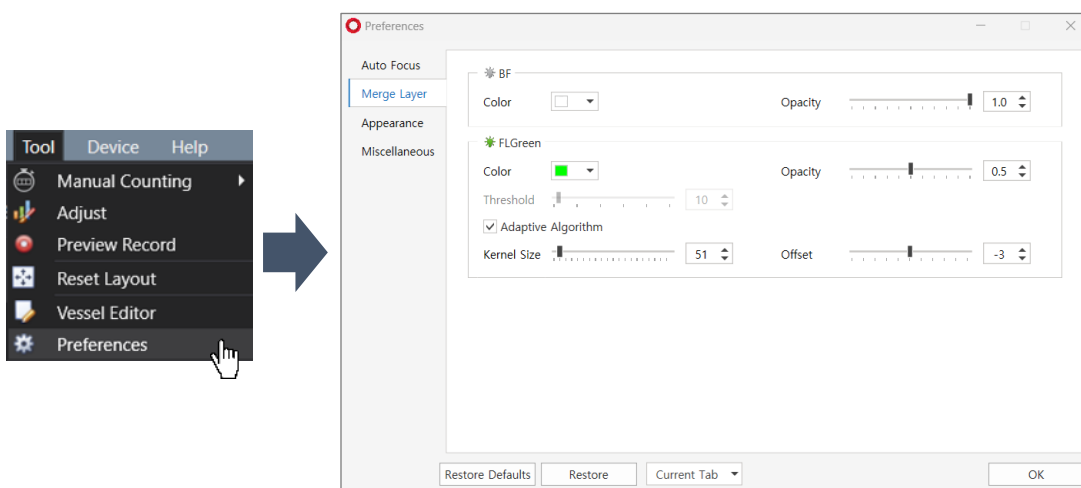 Tool Device Help
Manual Counting
Adjust
Preview Record
Reset Layout
Vessel Editor
Preferences
Preferences
Auto Focus
Merge Layer
Appearance
Miscellaneous
BF
Color Opacity 1.0
FLGreen
Color Opacity 0.5
Threshold 10
Adaptive Algorithm
Kernel Size 51 Offset -3
Restore Defaults Restore Current Tab OK